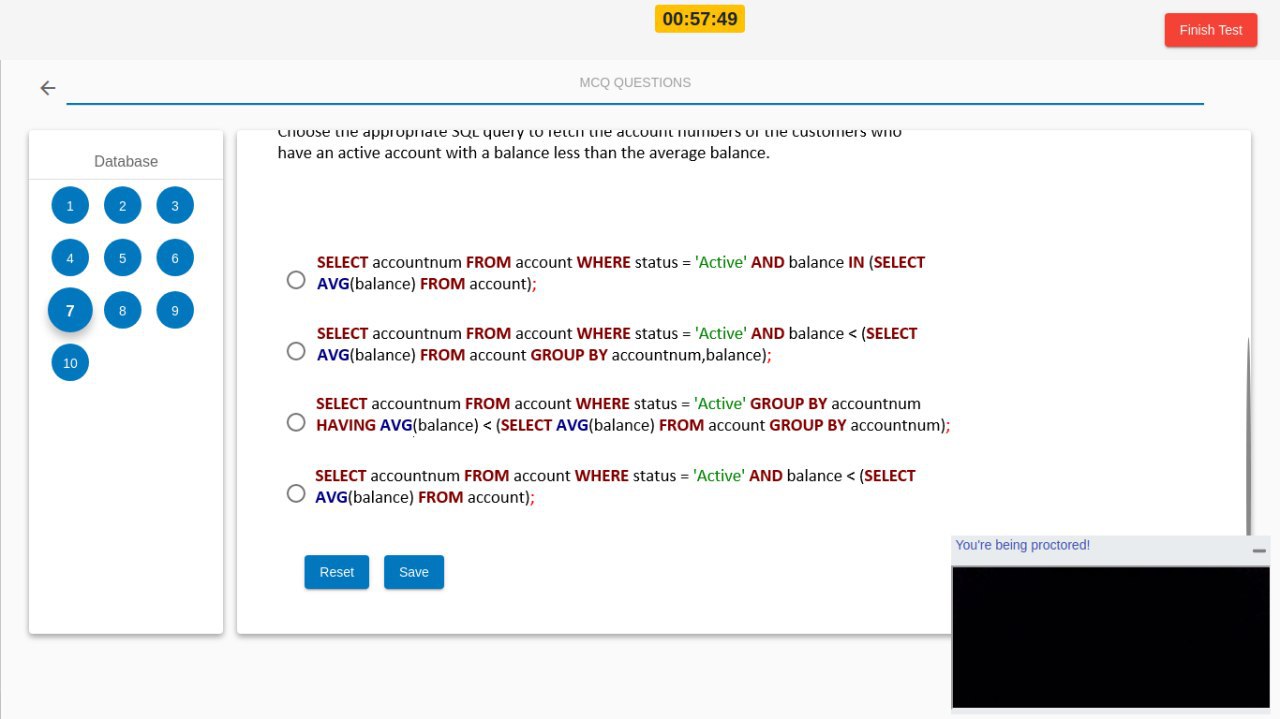 00:57:49
Finish Test
MCQ QUESTIONS
Database
1 2 3
4 5 6
7 8 9
10
Choose the appropriate SQL query to fetch the account numbers of the customers who
have an active account with a balance less than the average balance.
SELECT accountnum FROM account WHERE status = 'Active' AND balance IN (SELECT
AVG(balance) FROM account);
SELECT accountnum FROM account WHERE status = 'Active' AND balance < (SELECT
AVG(balance) FROM account GROUP BY accountnum,balance);
SELECT accountnum FROM account WHERE status = 'Active' GROUP BY accountnum
HAVING AVG(balance) < (SELECT AVG(balance) FROM account GROUP BY accountnum);
SELECT accountnum FROM account WHERE status = 'Active' AND balance < (SELECT
AVG(balance) FROM account);
Reset Save
You're being proctored!